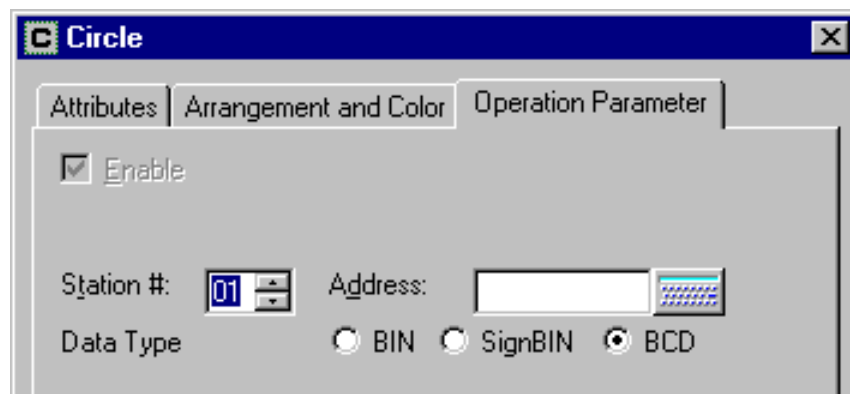 C Circle
Attributes Arrangement and Color Operation Parameter
Enable
Station #: 01 Address:
Data Type BIN SignBIN BCD